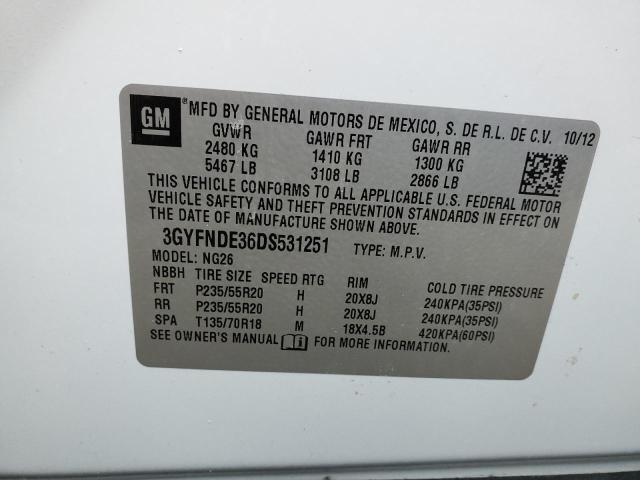 GM ® MFD BY GENERAL MOTORS DE MEXICO, S. DE R.L. DE C.V. 10/12
GVWR GAWR FRT GAWR RR
2480 KG 1410 KG 1300 KG
5467 LB 3108 LB 2866 LB
THIS VEHICLE CONFORMS TO ALL APPLICABLE U.S. FEDERAL MOTOR
VEHICLE SAFETY AND THEFT PREVENTION STANDARDS IN EFFECT ON
THE DATE OF MANUFACTURE SHOWN ABOVE.
3GYFNDE36DS531251 TYPE: M.P.V.
MODEL: NG26
NBBH TIRE SIZE SPEED RTG RIM COLD TIRE PRESSURE
FRT P235/55R20 H 20X8J 240KPA(35PSI)
RR P235/55R20 H 20X8J 240KPA(35PSI)
SPA T135/70R18 M 18X4.5B 420KPA(60PSI)
SEE OWNER'S MANUAL FOR MORE INFORMATION.